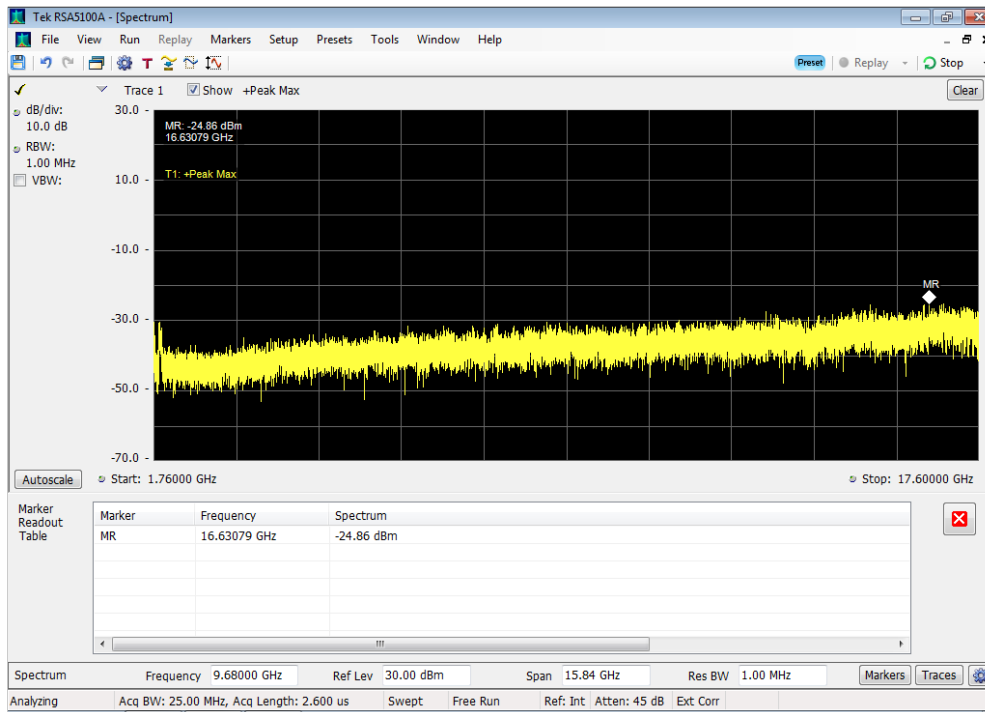 Tek RSA5100A - [Spectrum]
File View Run Replay Markers Setup Presets Tools Window Help
T Preset Replay Stop
Trace 1 Show +Peak Max Clear
dB/div:
10.0 dB
RBW:
1.00 MHz
VBW:
30.0
10.0
-10.0
-30.0
-50.0
-70.0
MR: -24.86 dBm
16.63079 GHz
T1: +Peak Max
MR
Autoscale Start: 1.76000 GHz Stop: 17.60000 GHz
Marker
Readout
Table
Marker Frequency Spectrum
MR 16.63079 GHz -24.86 dBm
Spectrum Frequency 9.68000 GHz Ref Lev 30.00 dBm Span 15.84 GHz Res BW 1.00 MHz Markers Traces
Analyzing Acq BW: 25.00 MHz, Acq Length: 2.600 us Swept Free Run Ref: Int Atten: 45 dB Ext Corr